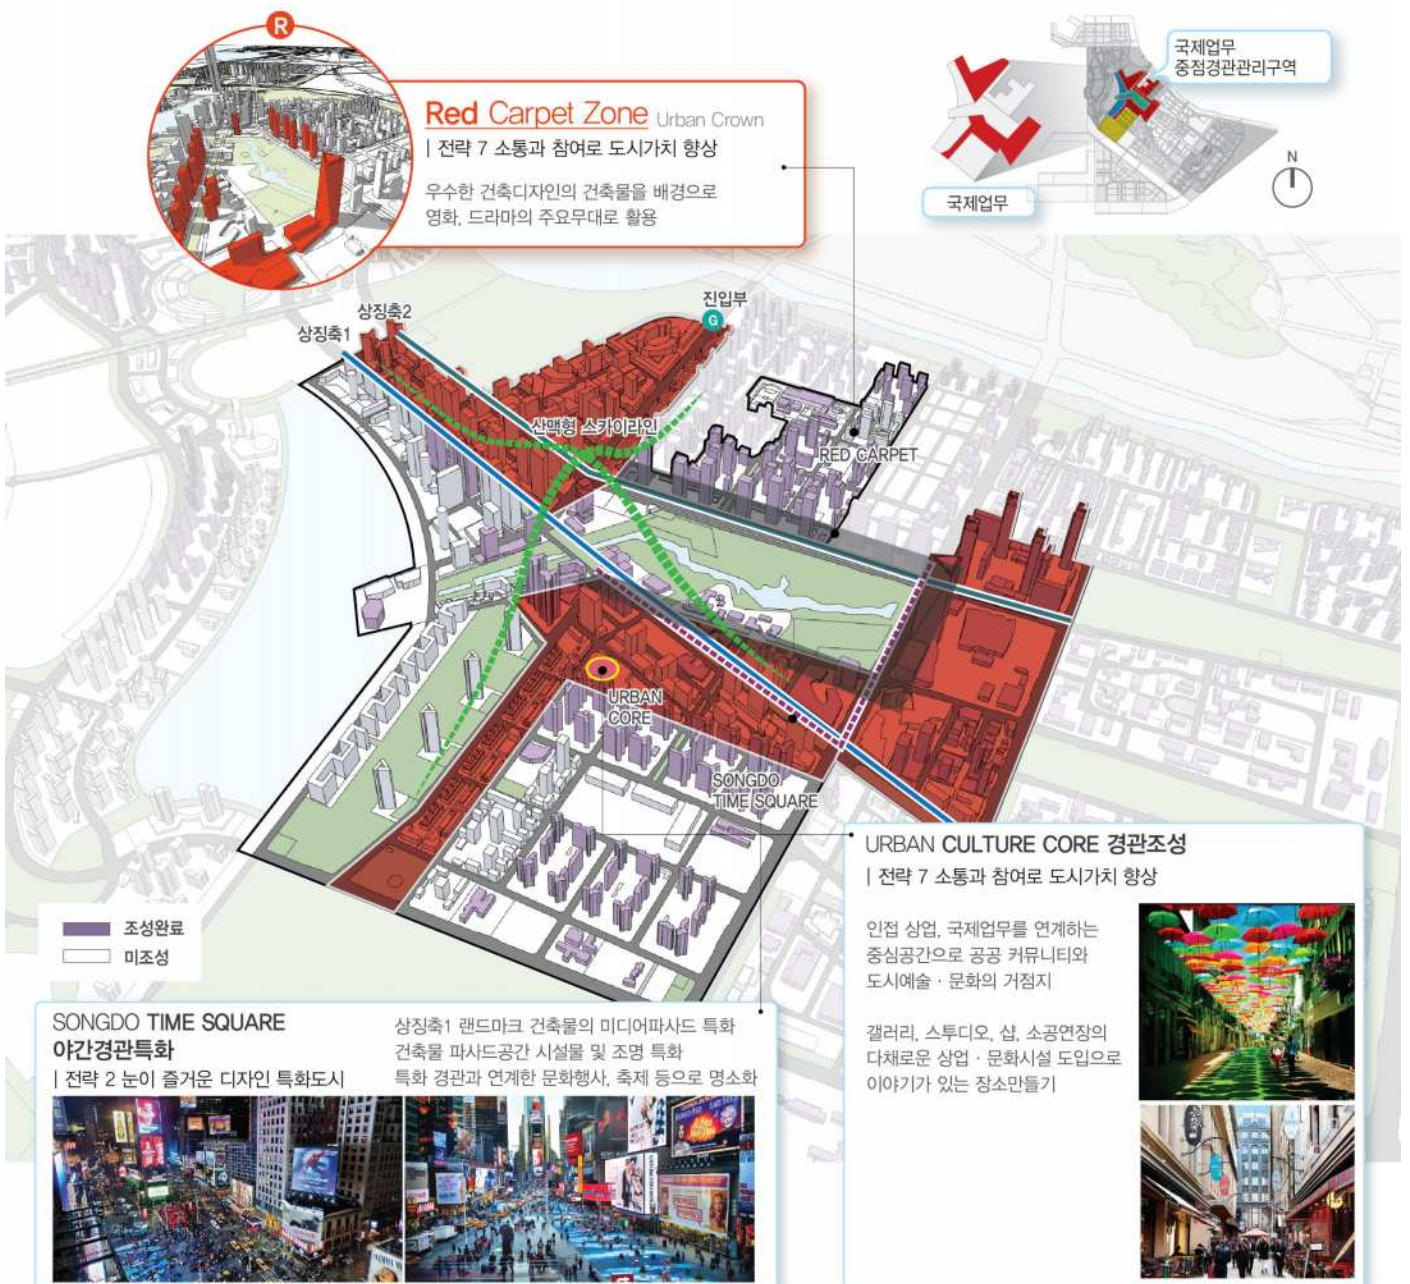 R
Red Carpet Zone Urban Crown
| 전략 7 소통과 참여로 도시가치 향상
우수한 건축디자인의 건축물을 배경으로
영화, 드라마의 주요무대로 활용
국제업무
중점경관관리구역
국제업무
N
상징축1
상징축2
진입부
G
산맥형 스카이라인
RED CARPET
URBAN
CORE
SONGDO
TIME SQUARE
조성완료
미조성
SONGDO TIME SQUARE
야간경관특화
| 전략 2 눈이 즐거운 디자인 특화도시
상징축1 랜드마크 건축물의 미디어파사드 특화
건축물 파사드공간 시설물 및 조명 특화
특화 경관과 연계한 문화행사, 축제 등으로 명소화
URBAN CULTURE CORE 경관조성
| 전략 7 소통과 참여로 도시가치 향상
인접 상업, 국제업무를 연계하는
중심공간으로 공공 커뮤니티와
도시예술 · 문화의 거점지
갤러리, 스튜디오, 샵, 소공연장의
다채로운 상업 · 문화시설 도입으로
이야기가 있는 장소만들기